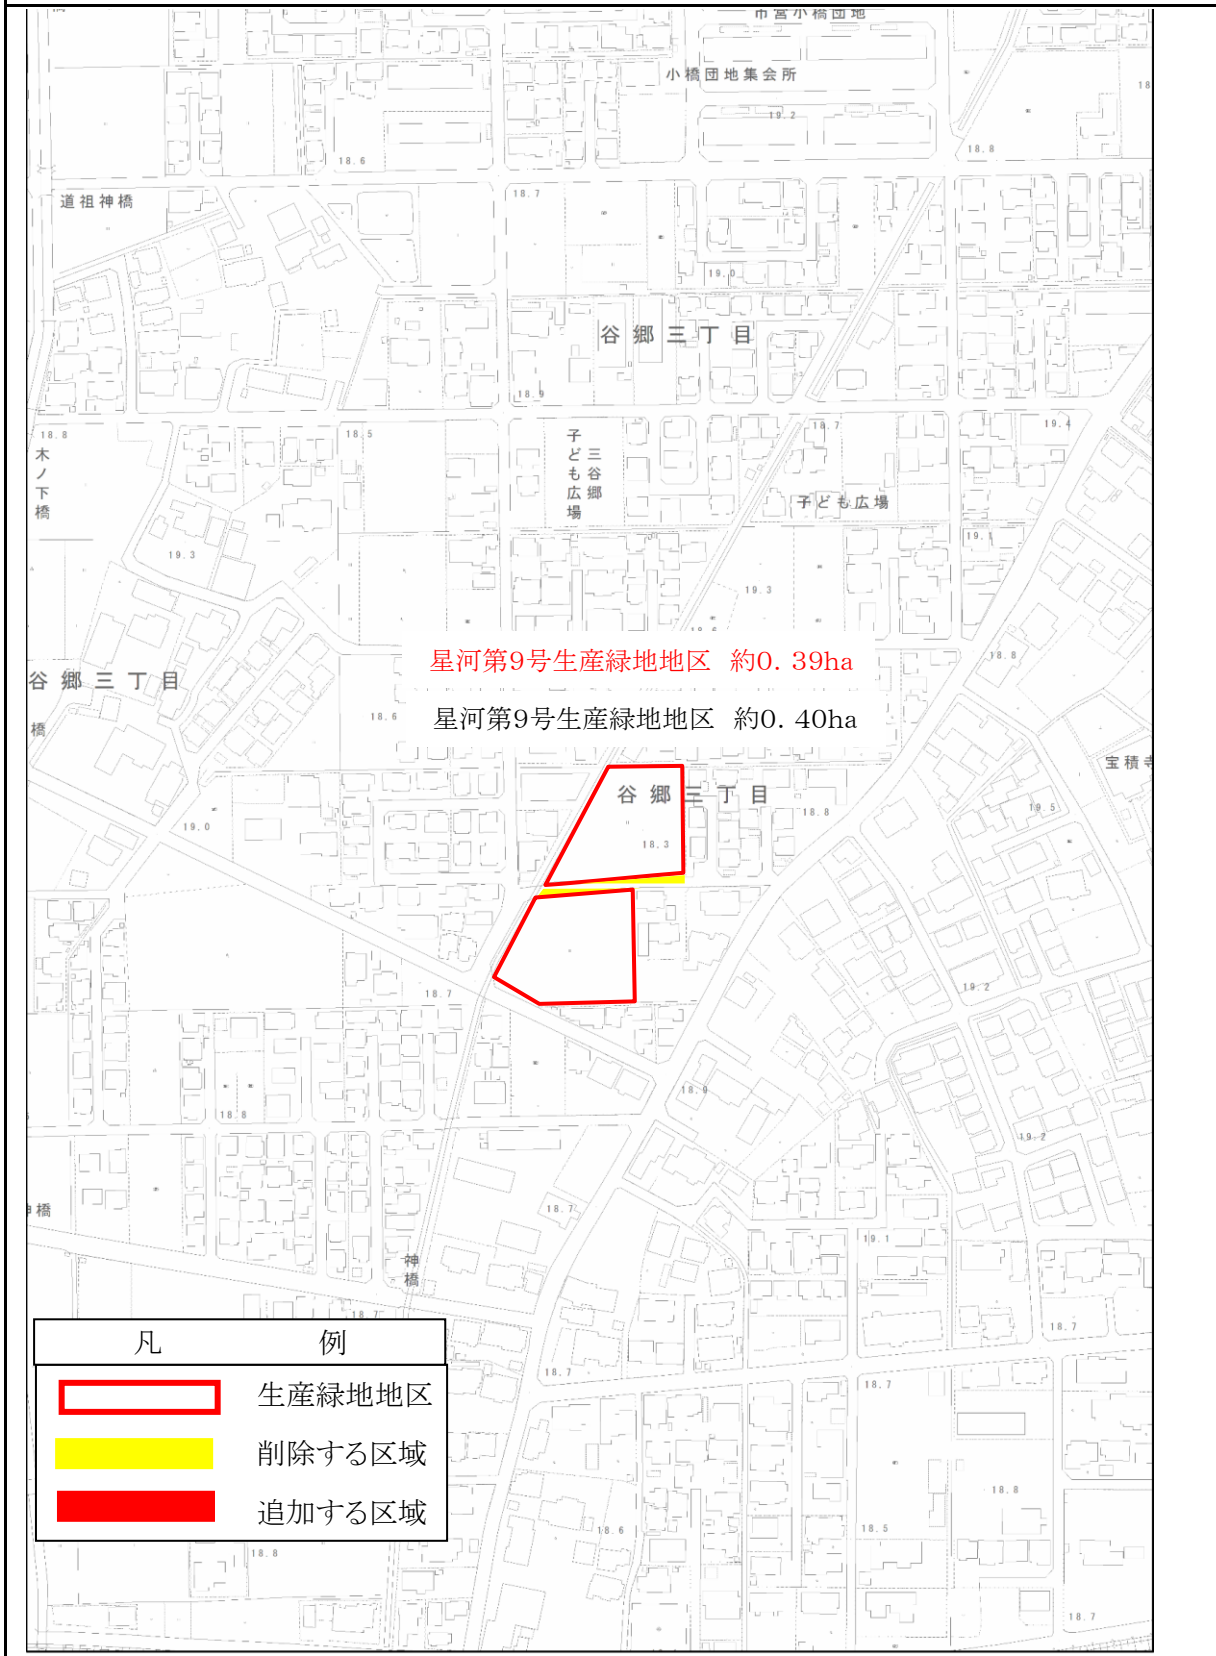 市営小橋団地
小橋団地集会所
18
19.2
18.8
18.6
道祖神橋
18.7
19.0
谷郷三丁目
18.9
18.8
木ノ下橋
18.5
三谷郷
子ども広場
18.7
19.4
子ども広場
19.1
19.3
19.3
18.8
星河第9号生産緑地地区 約0.39ha
谷郷三丁目
橋
18.6
星河第9号生産緑地地区 約0.40ha
宝積寺
谷郷三丁目
18.8
19.5
19.0
18.3
18.7
19.2
18.9
18.8
19.2
橋
18.7
19.1
神橋
18.7
18.7
凡 例
生産緑地地区
削除する区域
追加する区域
18.7
18.7
18.8
18.6
18.5
18.8
18.7